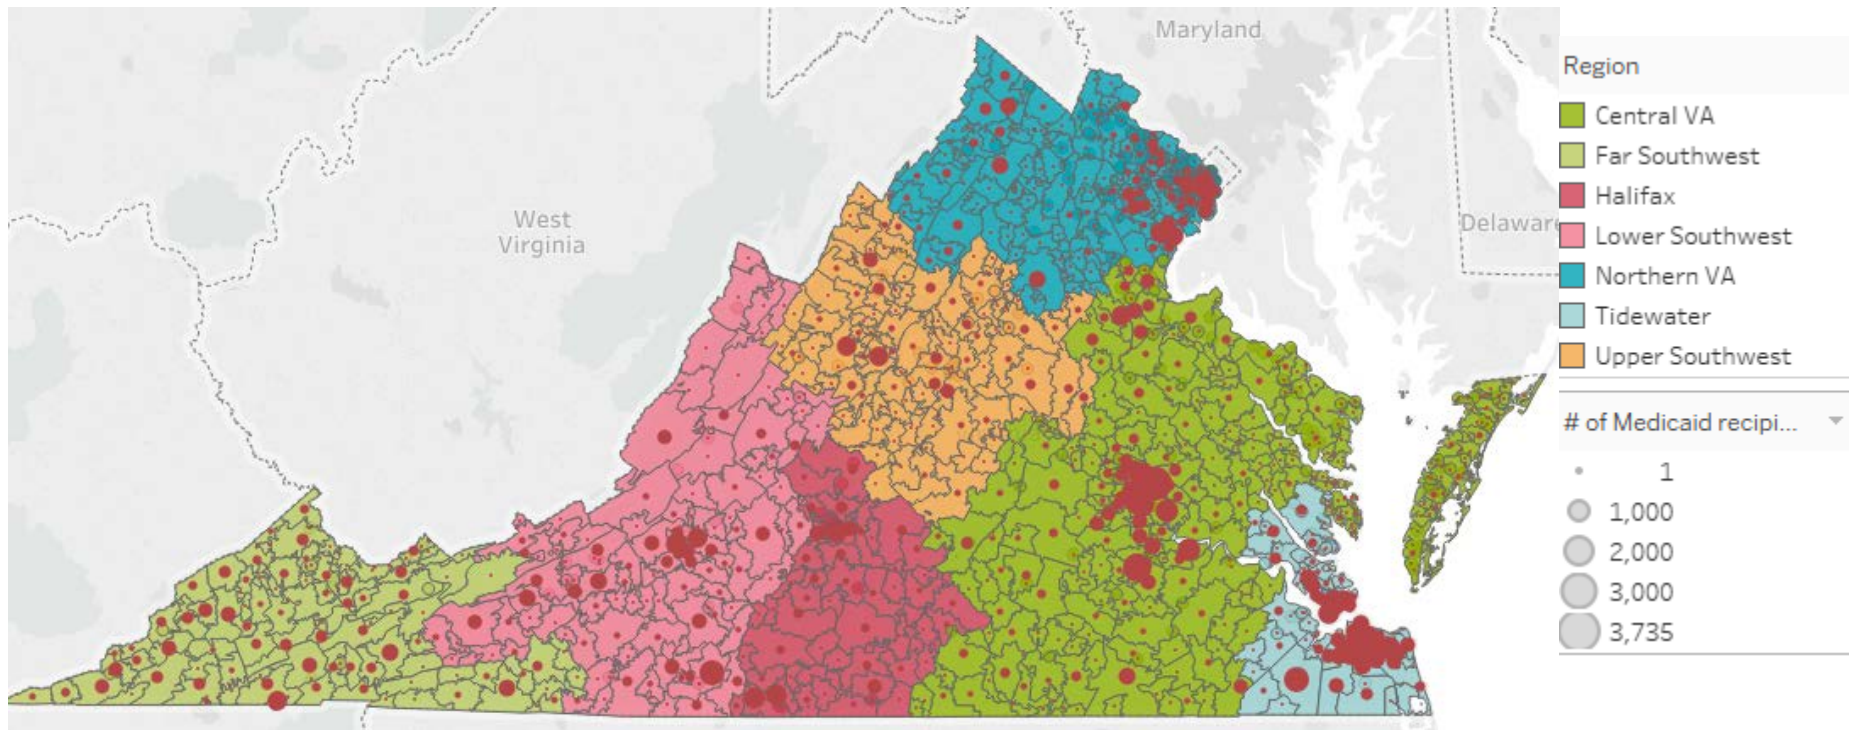 Maryland
West
Virginia
Delaware
Region
Central VA
Far Southwest
Halifax
Lower Southwest
Northern VA
Tidewater
Upper Southwest
# of Medicaid recipi...
1
1,000
2,000
3,000
3,735